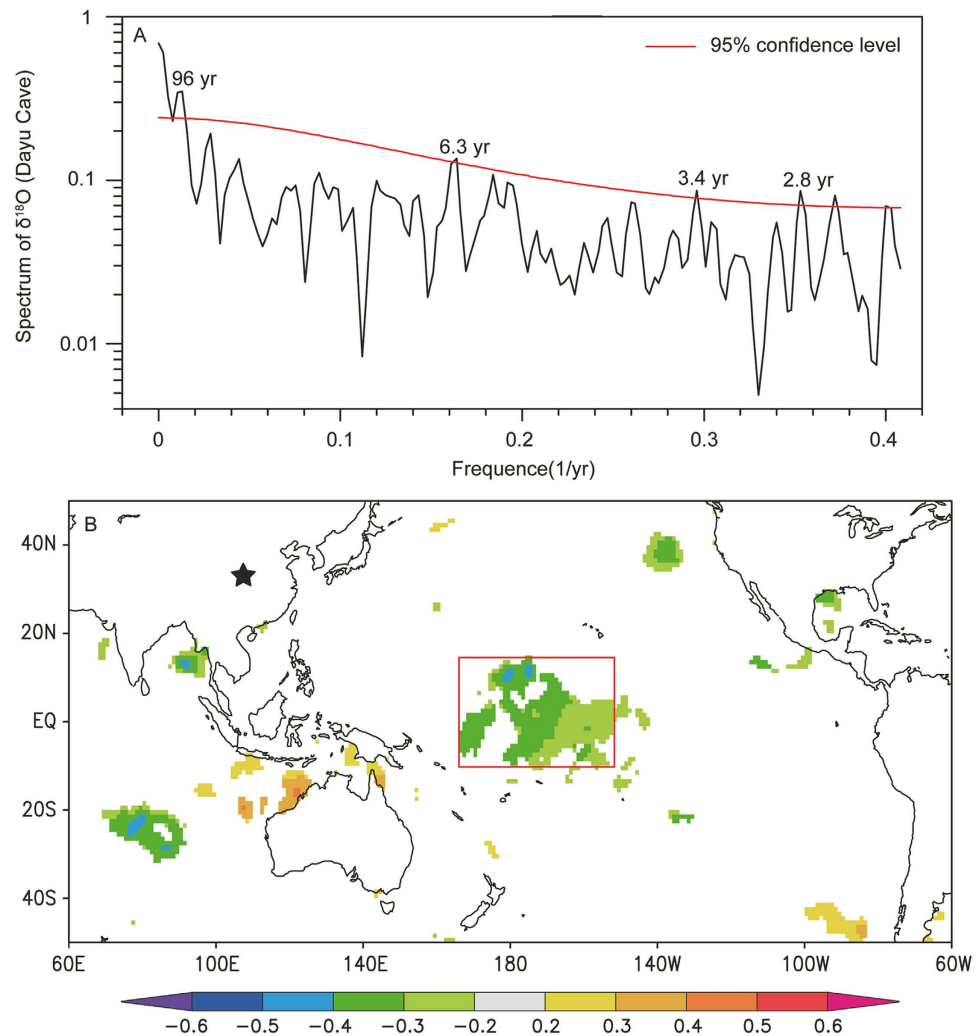 A
95% confidence level
Spectrum of δ¹⁸O (Dayu Cave)
1
0.1
0.01
96 yr
6.3 yr
3.4 yr
2.8 yr
0
0.1
0.2
0.3
0.4
Frequence(1/yr)
B
40N
20N
EQ
20S
40S
60E
100E
140E
180
140W
100W
60W
−0.6
−0.5
−0.4
−0.3
−0.2
0.2
0.3
0.4
0.5
0.6